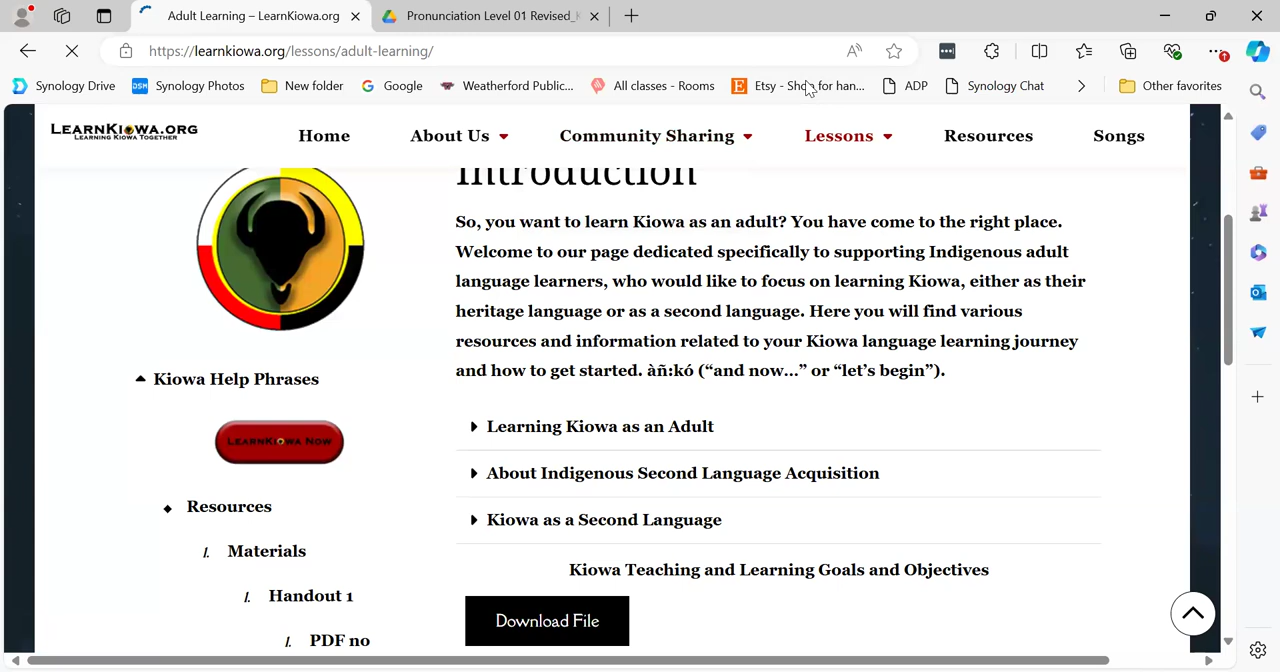 Adult Learning – LearnKiowa.org
Pronunciation Level 01 Revised_K
https://learnkiowa.org/lessons/adult-learning/
Synology Drive
DSM Synology Photos
New folder
Google
Weatherford Public...
All classes - Rooms
Etsy - Shop for han...
ADP
Synology Chat
Other favorites
LEARNKIOWA.ORG
LEARNING KIOWA TOGETHER
Home
About Us
Community Sharing
Lessons
Resources
Songs
Introduction
So, you want to learn Kiowa as an adult? You have come to the right place.
Welcome to our page dedicated specifically to supporting Indigenous adult
language learners, who would like to focus on learning Kiowa, either as their
heritage language or as a second language. Here you will find various
resources and information related to your Kiowa language learning journey
and how to get started. àñ:kó (“and now...” or “let’s begin”).
Kiowa Help Phrases
LEARNKIOWA NOW
Resources
I. Materials
I. Handout 1
I. PDF no
Learning Kiowa as an Adult
About Indigenous Second Language Acquisition
Kiowa as a Second Language
Kiowa Teaching and Learning Goals and Objectives
Download File